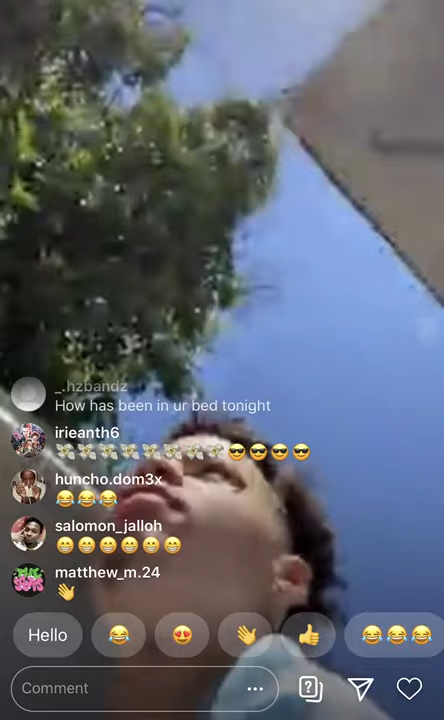 _.hzbandz
How has been in ur bed tonight
irieanth6
💸💸💸💸💸💸💸💸😎😎😎😎
huncho.dom3x
😂😂😂
salomon_jalloh
😁😁😁😁😁😁
matthew_m.24
👋
Hello 😂 😍 👋 👍 😂😂😂
Comment ...